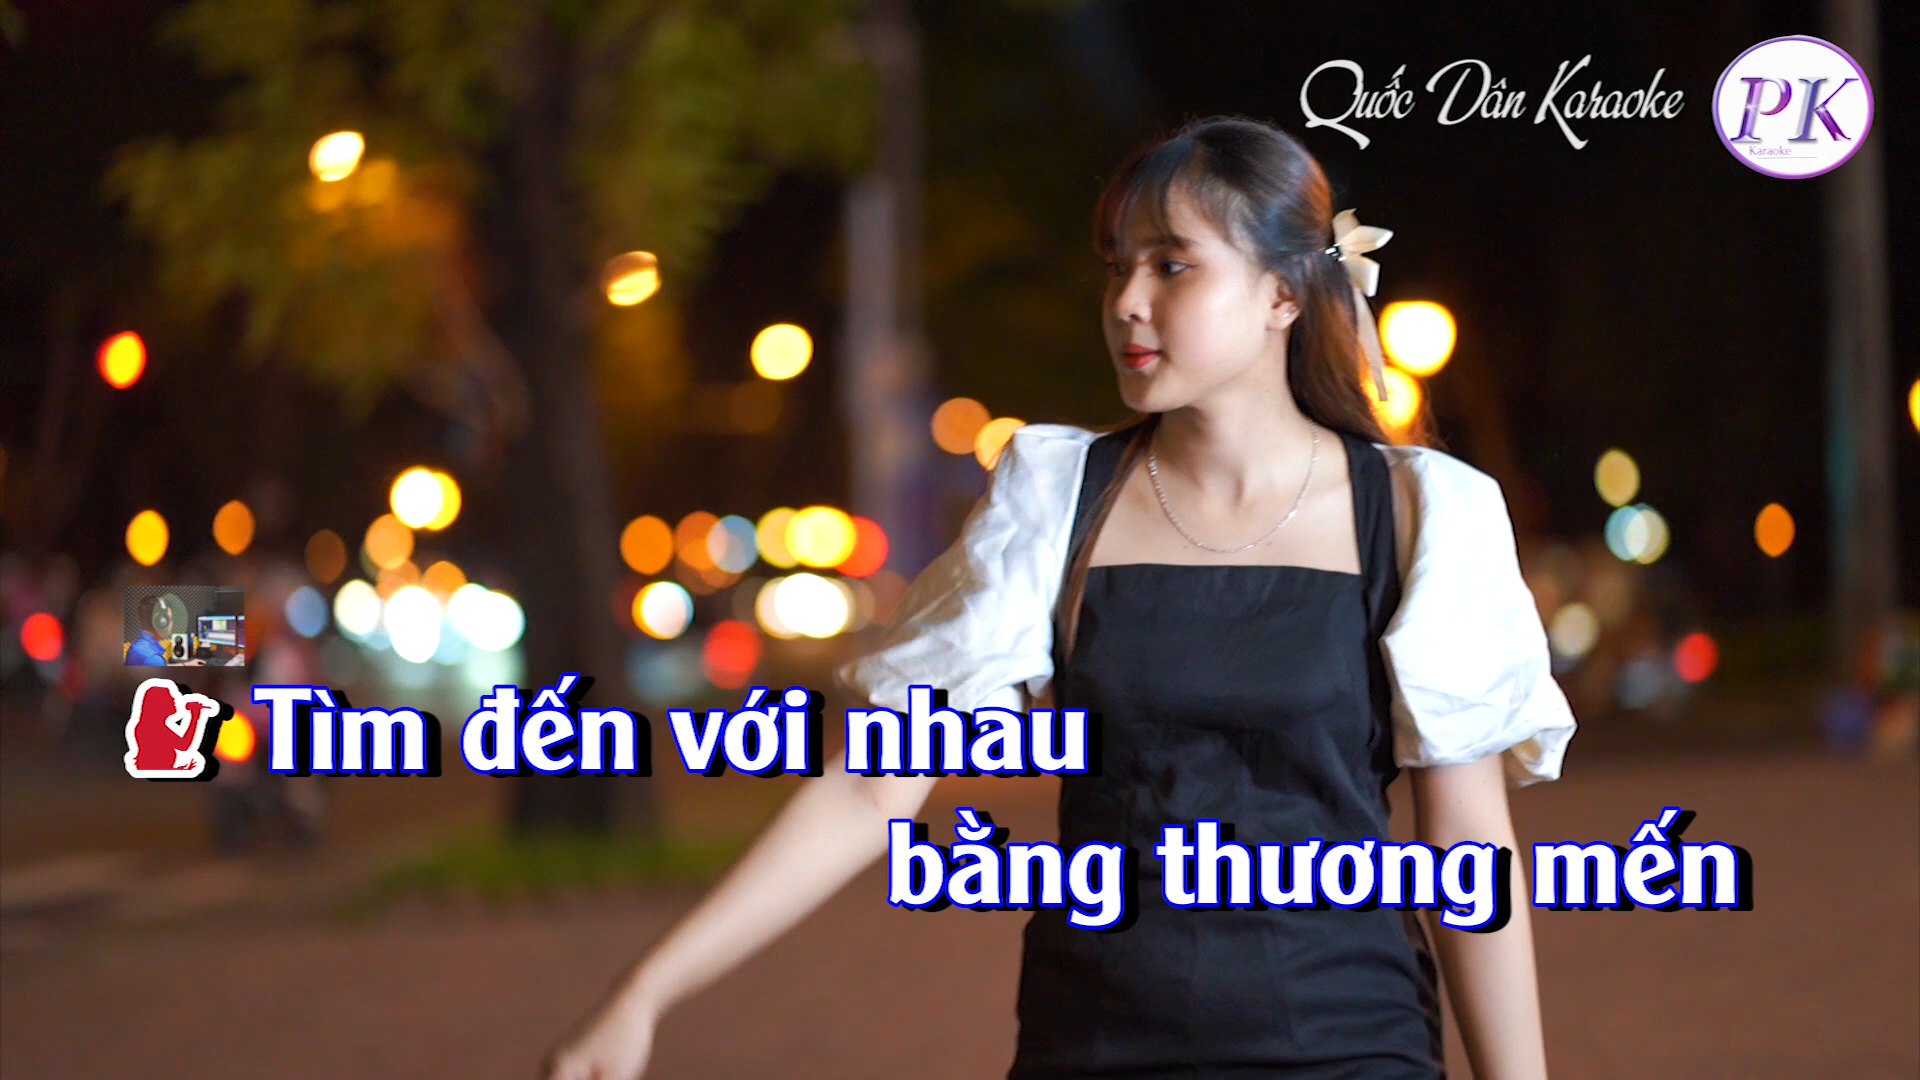 Quốc Dân Karaoke
PK
Karaoke
Tìm đến với nhau
bằng thương mến